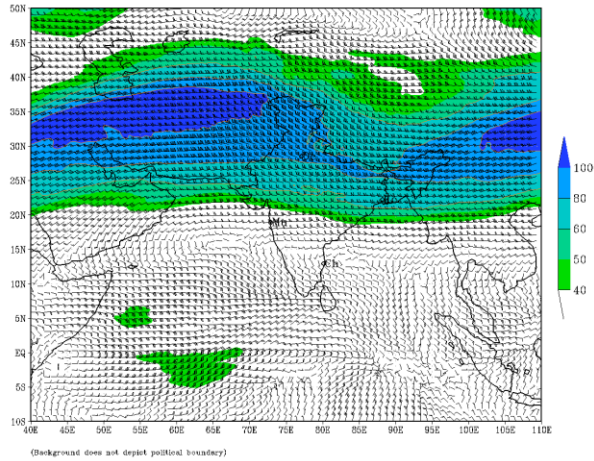 50N
45N
40N
35N
30N
25N
20N
15N
10N
5N
EQ
5S
10S
Mu
Ch
40E 45E 50E 55E 60E 65E 70E 75E 80E 85E 90E 95E 100E 105E 110E
100
80
60
50
40
(Background does not depict political boundary)